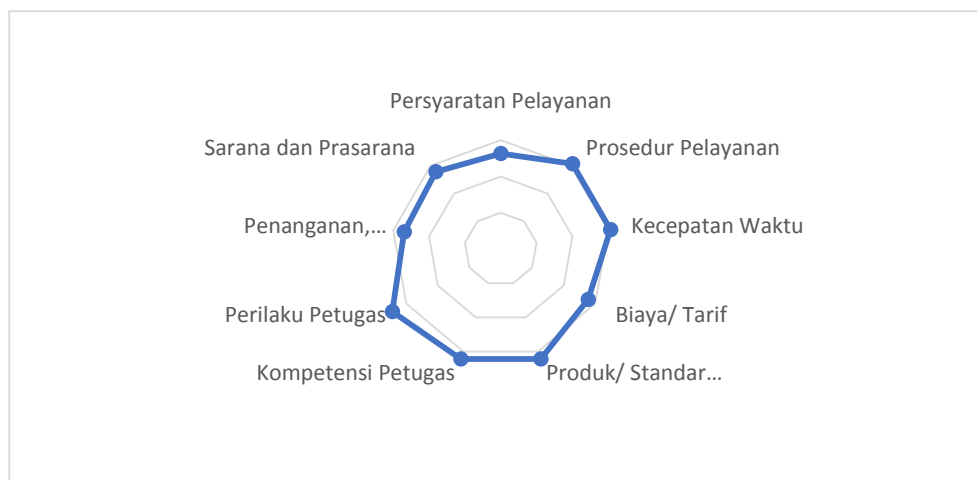 Persyaratan Pelayanan
Prosedur Pelayanan
Kecepatan Waktu
Biaya/ Tarif
Produk/ Standar...
Kompetensi Petugas
Perilaku Petugas
Penanganan,...
Sarana dan Prasarana